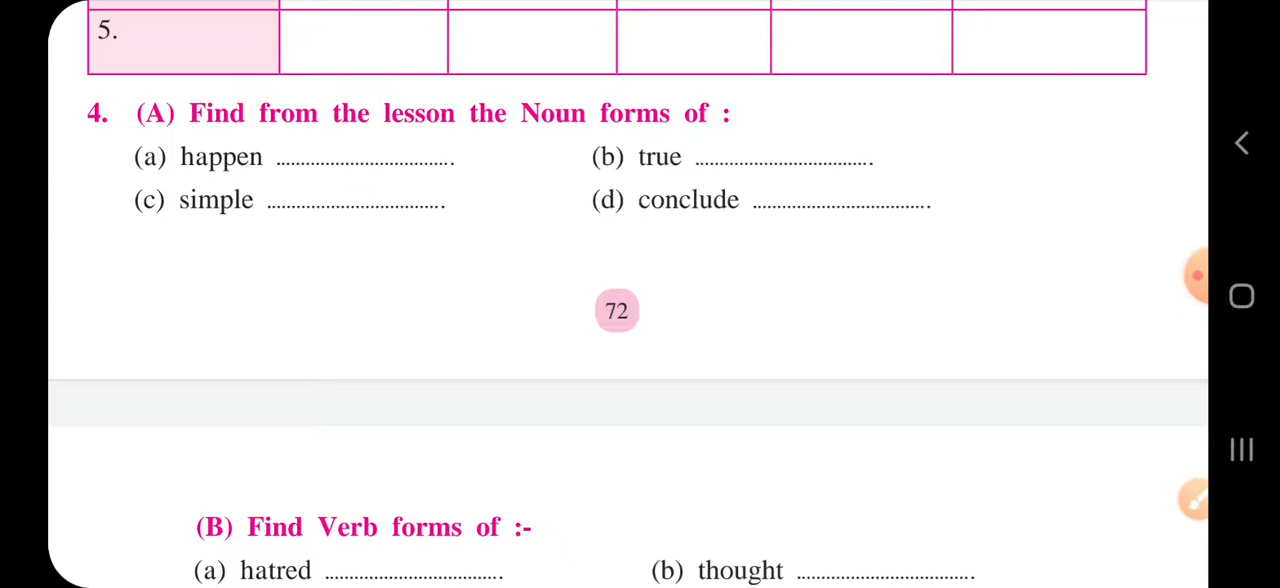 5.
4. (A) Find from the lesson the Noun forms of :
(a) happen .................................... (b) true ....................................
(c) simple .................................... (d) conclude ....................................
72
(B) Find Verb forms of :-
(a) hatred .................................... (b) thought ....................................